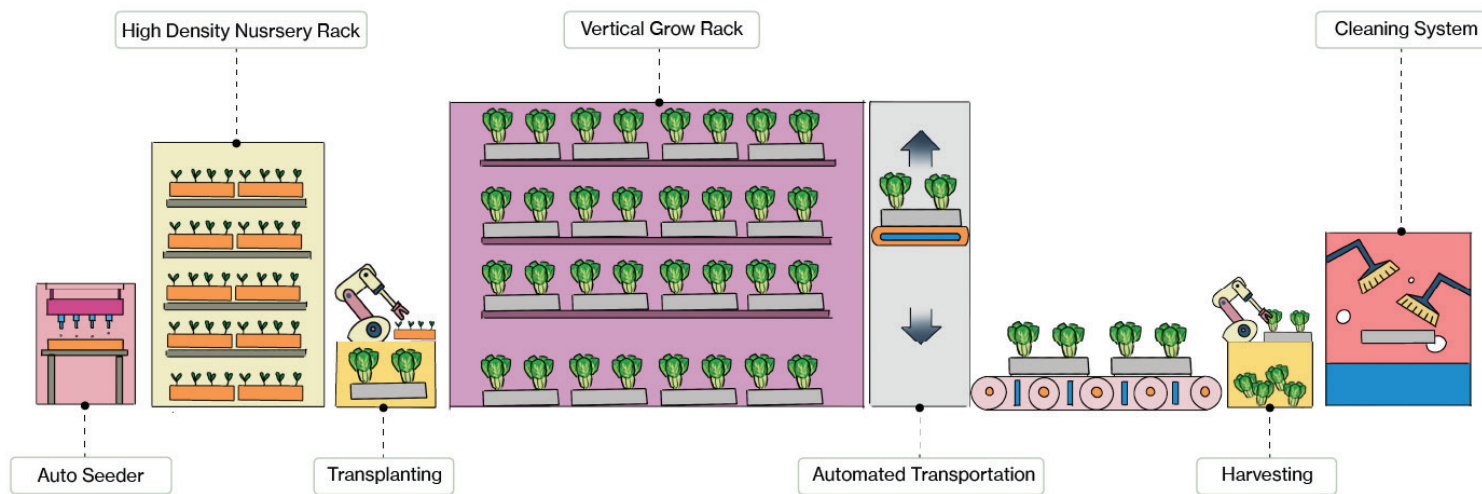 High Density Nusrsery Rack
Vertical Grow Rack
Cleaning System
Auto Seeder
Transplanting
Automated Transportation
Harvesting